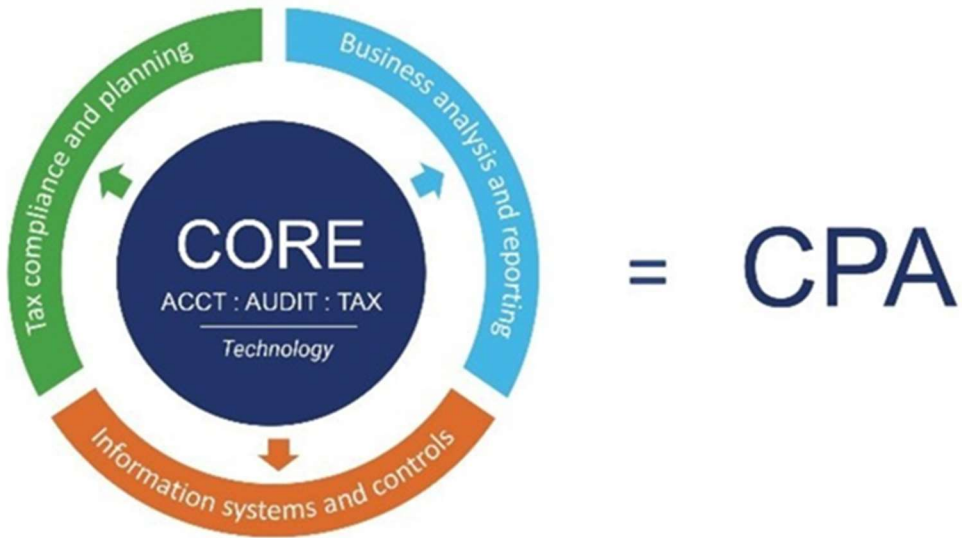 Tax compliance and planning
Business analysis and reporting
CORE
ACCT : AUDIT : TAX
Technology
Information systems and controls
= CPA